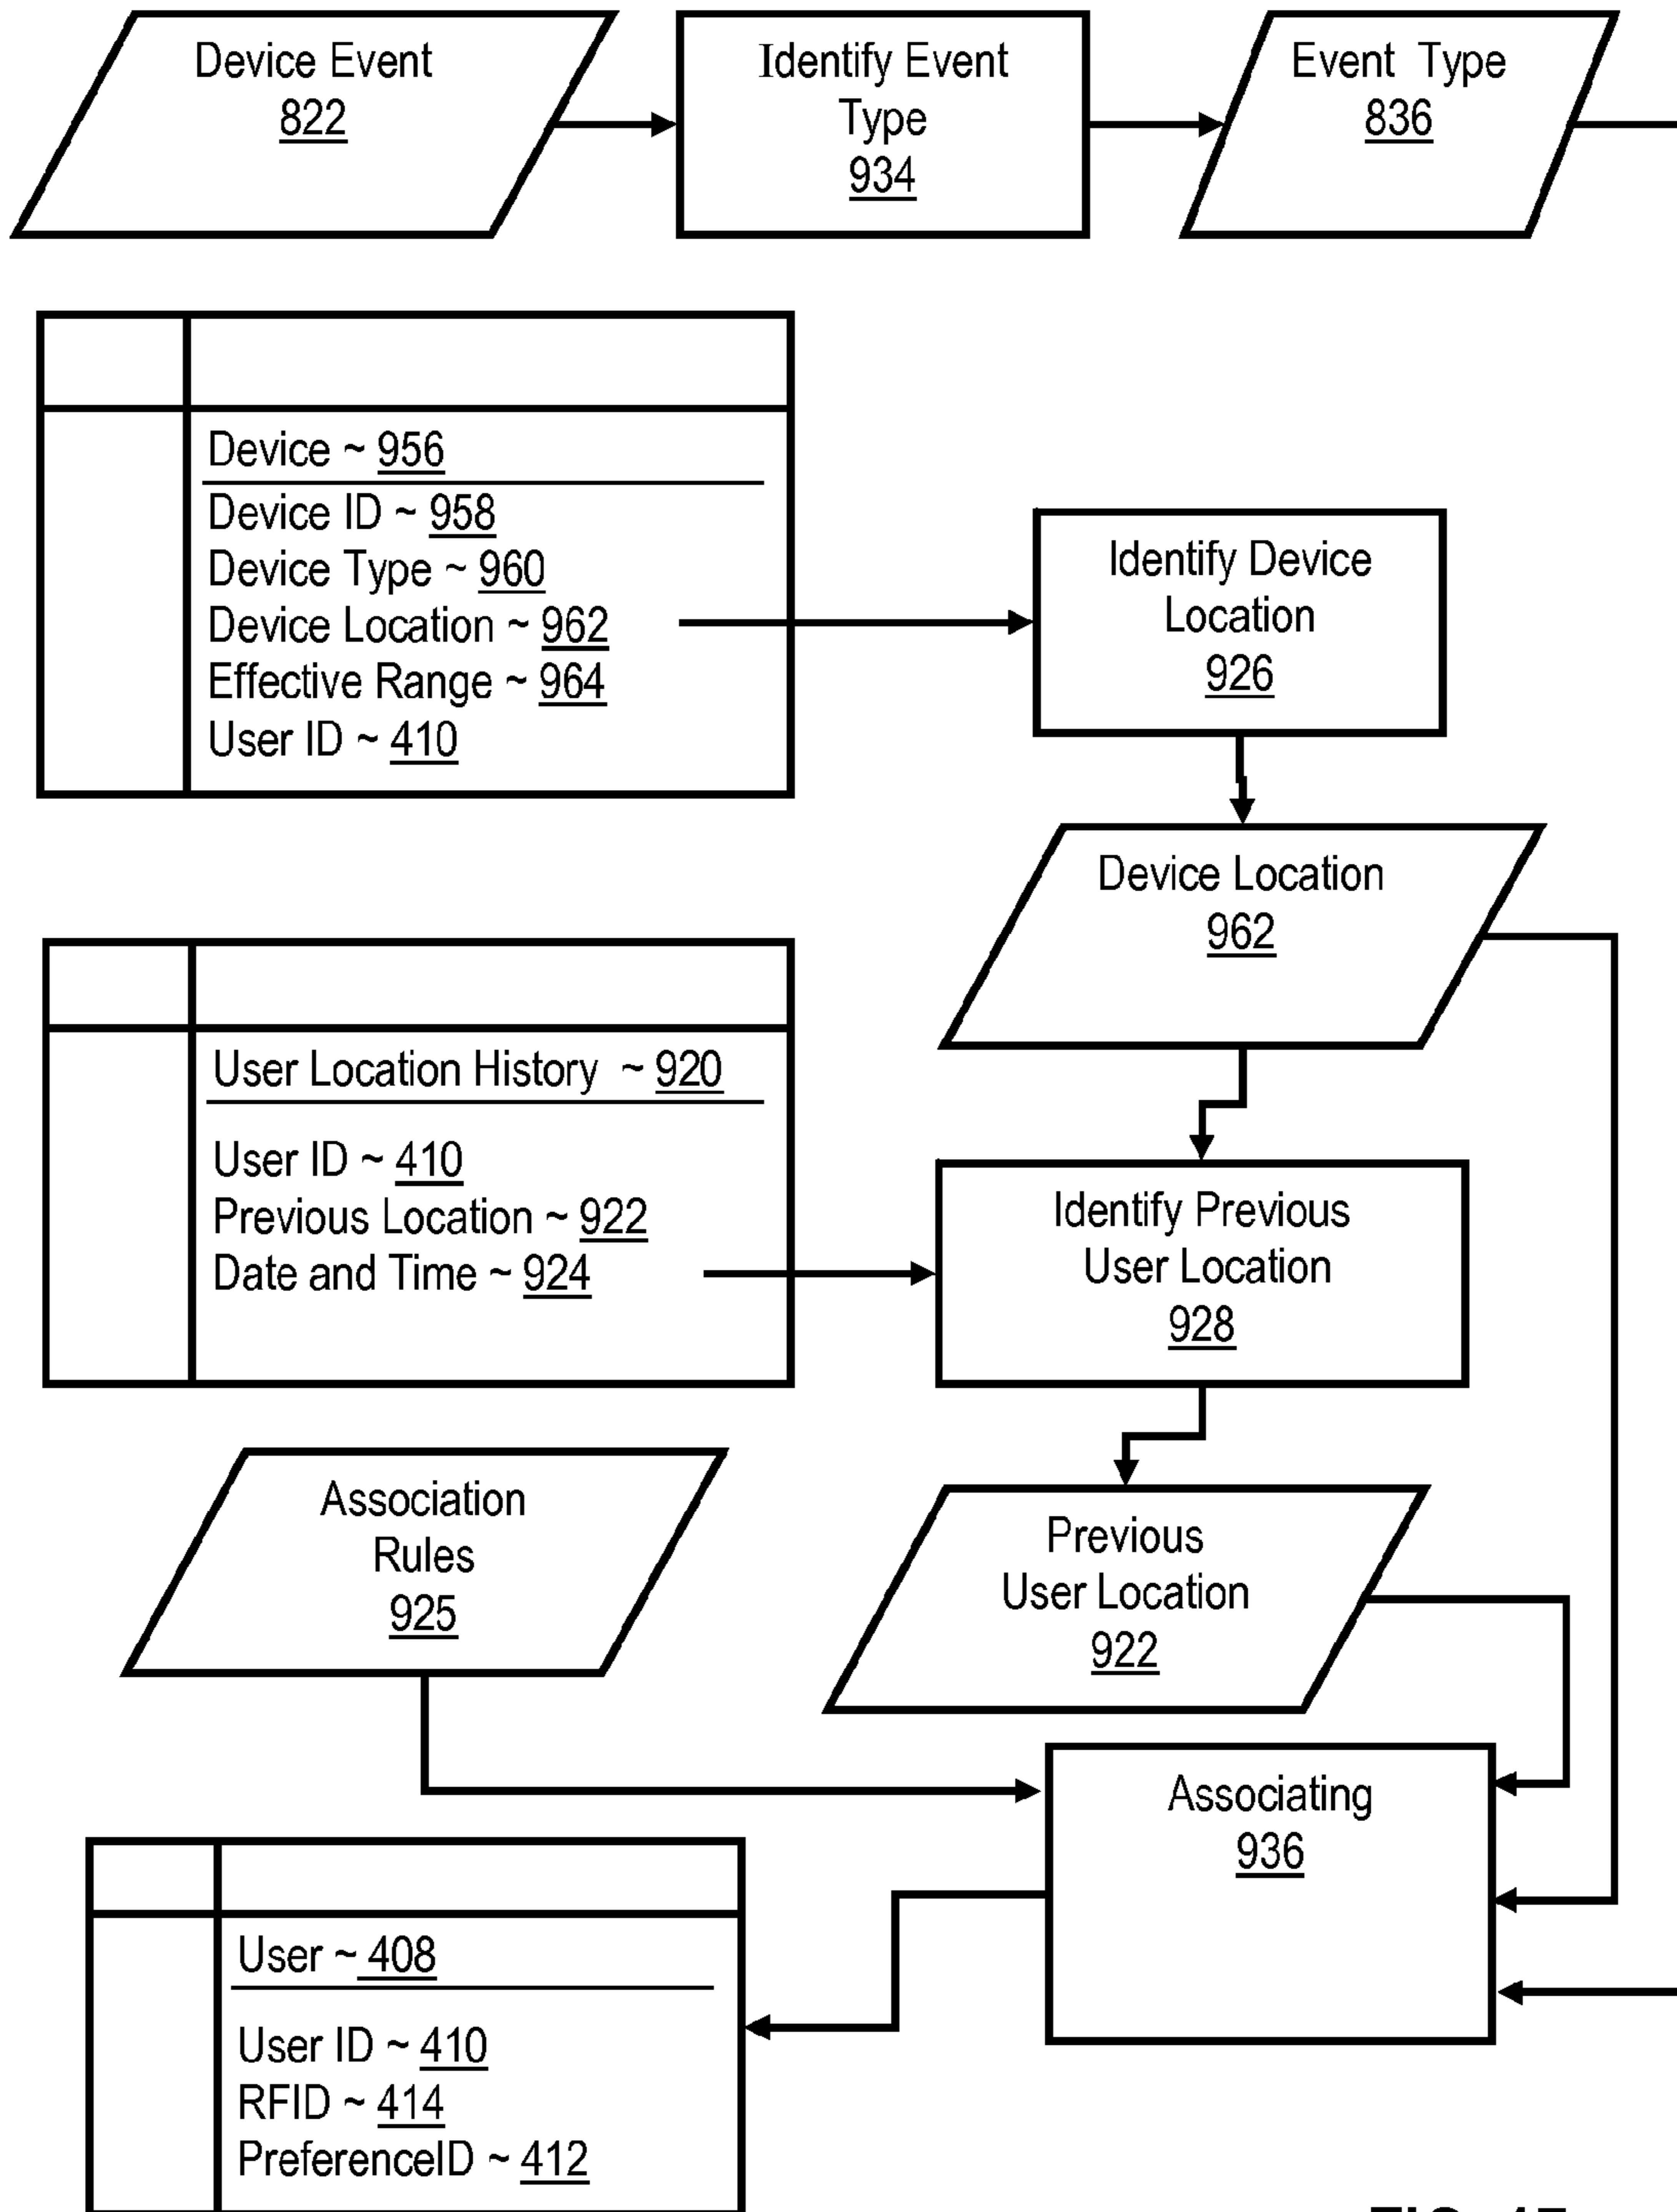 Device Event
822
Identify Event
Type
934
Event Type
836
Device ~ 956
Device ID ~ 958
Device Type ~ 960
Device Location ~ 962
Effective Range ~ 964
User ID ~ 410
Identify Device
Location
926
Device Location
962
User Location History ~ 920
User ID ~ 410
Previous Location ~ 922
Date and Time ~ 924
Identify Previous
User Location
928
Association
Rules
925
Previous
User Location
922
Associating
936
User ~ 408
User ID ~ 410
RFID ~ 414
PreferenceID ~ 412